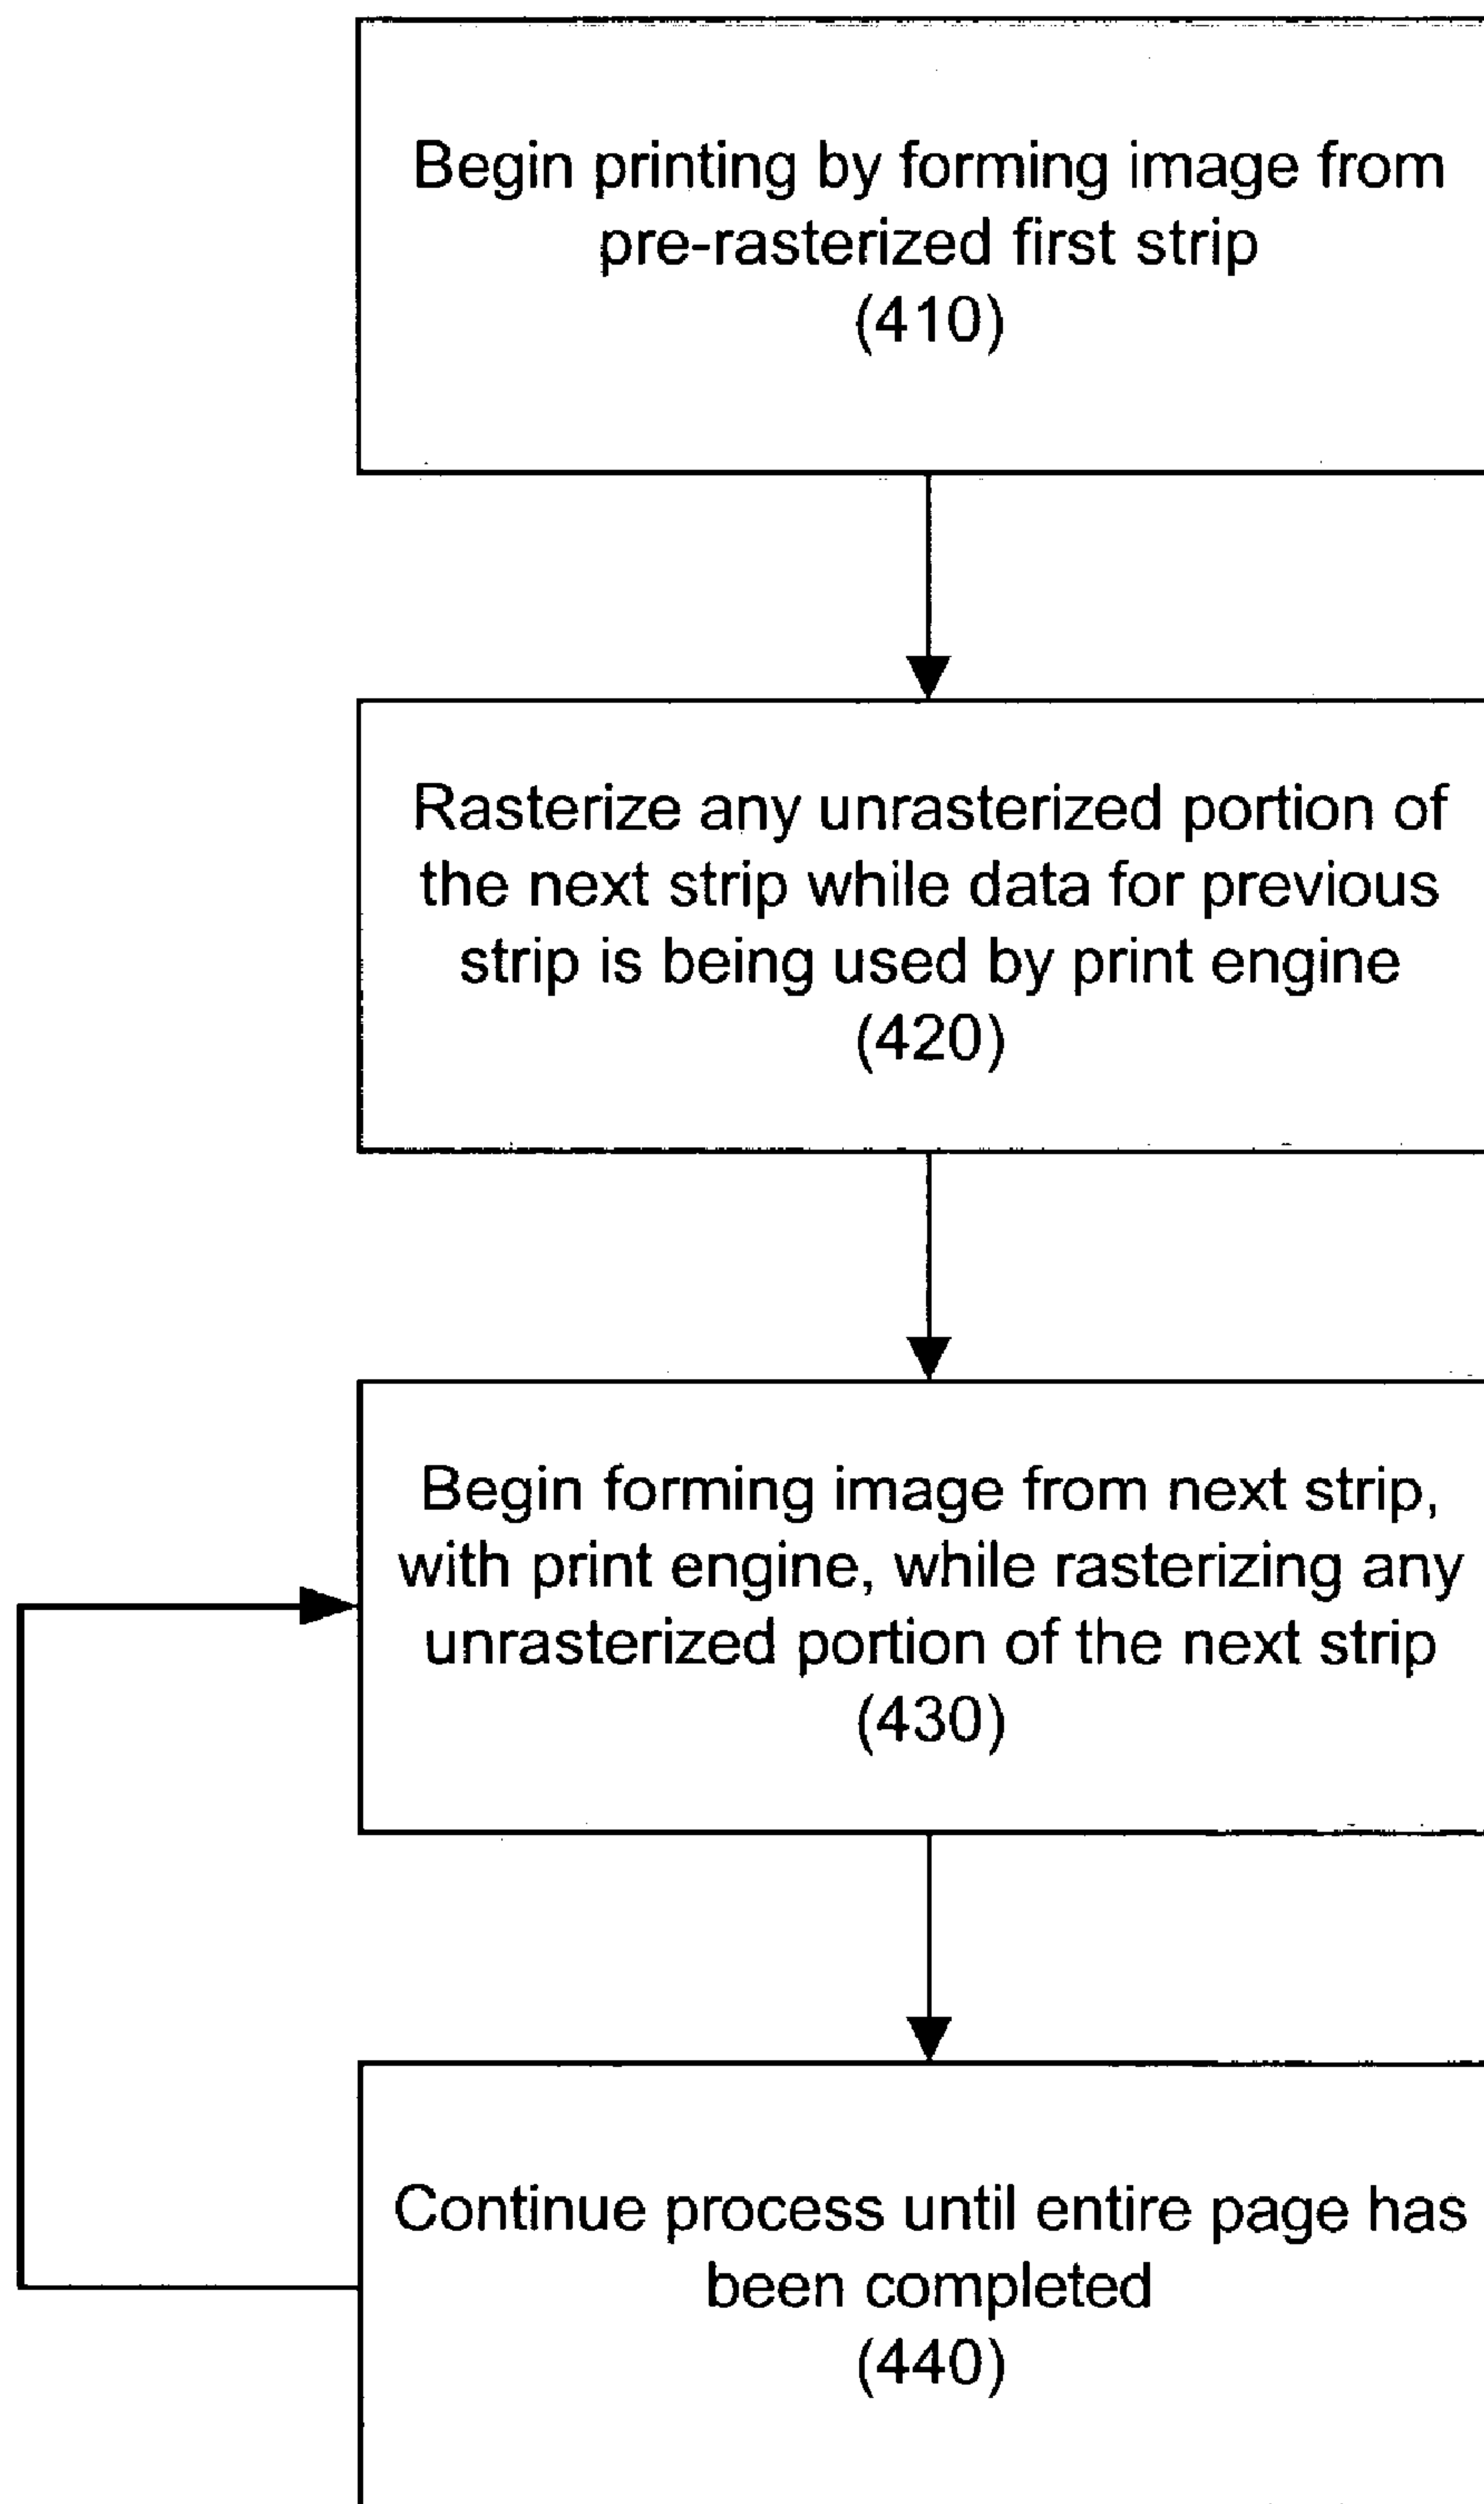 Begin printing by forming image from
pre-rasterized first strip
(410)
Rasterize any unrasterized portion of
the next strip while data for previous
strip is being used by print engine
(420)
Begin forming image from next strip,
with print engine, while rasterizing any
unrasterized portion of the next strip
(430)
Continue process until entire page has
been completed
(440)